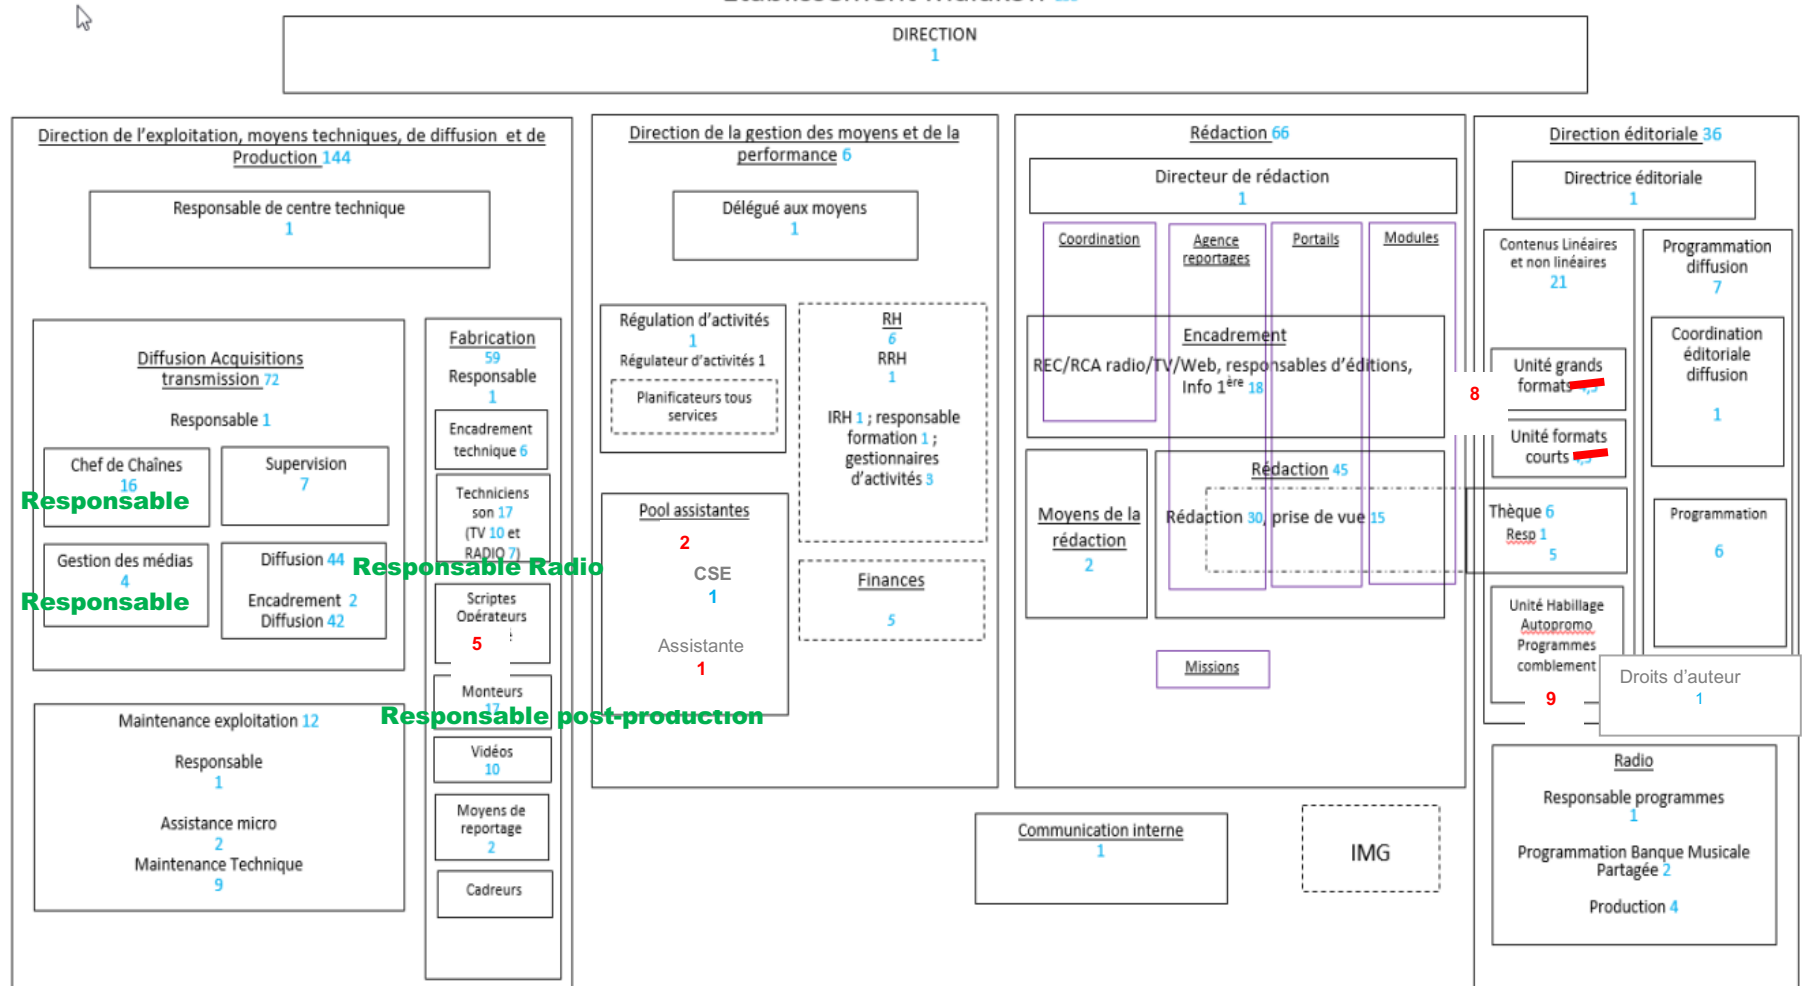 DIRECTION
1
Direction de l'exploitation, moyens techniques, de diffusion et de
Production 144
Responsable de centre technique
1
Diffusion Acquisitions
transmission 72
Responsable 1
Chef de Chaînes
16
Responsable
Supervision
7
Gestion des médias
4
Responsable
Diffusion 44
Encadrement 2
Diffusion 42
Maintenance exploitation 12
Responsable
1
Assistance micro
2
Maintenance Technique
9
Fabrication
59
Responsable
1
Encadrement
technique 6
Techniciens
son 17
(TV 10 et
RADIO 7)
Responsable Radio
Scriptes
Opérateurs
5
Monteurs
17
Responsable post-production
Vidéos
10
Moyens de
reportage
2
Cadreurs
Direction de la gestion des moyens et de la
performance 6
Délégué aux moyens
1
Régulation d'activités
1
Régulateur d'activités 1
Planificateurs tous
services
Pool assistantes
2
CSE
1
Assistante
1
RH
6
RRH
1
IRH 1 ; responsable
formation 1 ;
gestionnaires
d'activités 3
Finances
5
Rédaction 66
Directeur de rédaction
1
Coordination
Agence
reportages
Portails
Modules
Encadrement
REC/RCA radio/TV/Web, responsables d'éditions,
Info 1ère 18
Moyens de la
rédaction
2
Rédaction 45
Rédaction 30, prise de vue 15
Missions
Communication interne
1
IMG
Direction éditoriale 36
Directrice éditoriale
1
Contenus Linéaires
et non linéaires
21
8
Unité grands
formats
Unité formats
courts
Thèque 6
Resp 1
5
Unité Habillage
Autopromo
Programmes
comblement
9
Programmation
diffusion
7
Coordination
éditoriale
diffusion
1
Programmation
6
Droits d'auteur
1
Radio
Responsable programmes
1
Programmation Banque Musicale
Partagée 2
Production 4